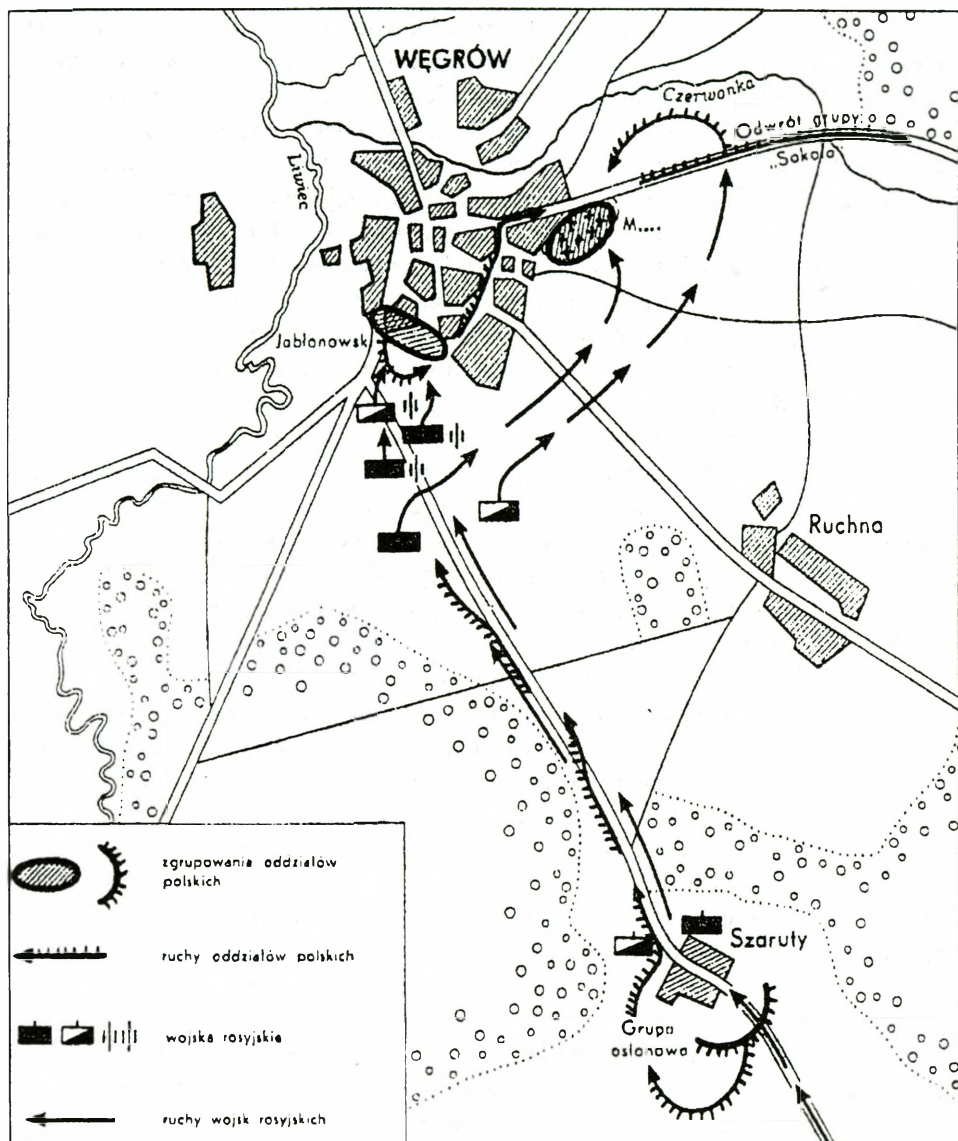 WĘGRÓW
Czerwonka
Odwrót grupy
„Sokoła"
Liwiec
M....
Jabłonowsk
Ruchna
Szaruty
Grupa
osłonowa
zgrupowania oddziałów
polskich
ruchy oddziałów polskich
wojska rosyjskie
ruchy wojsk rosyjskich